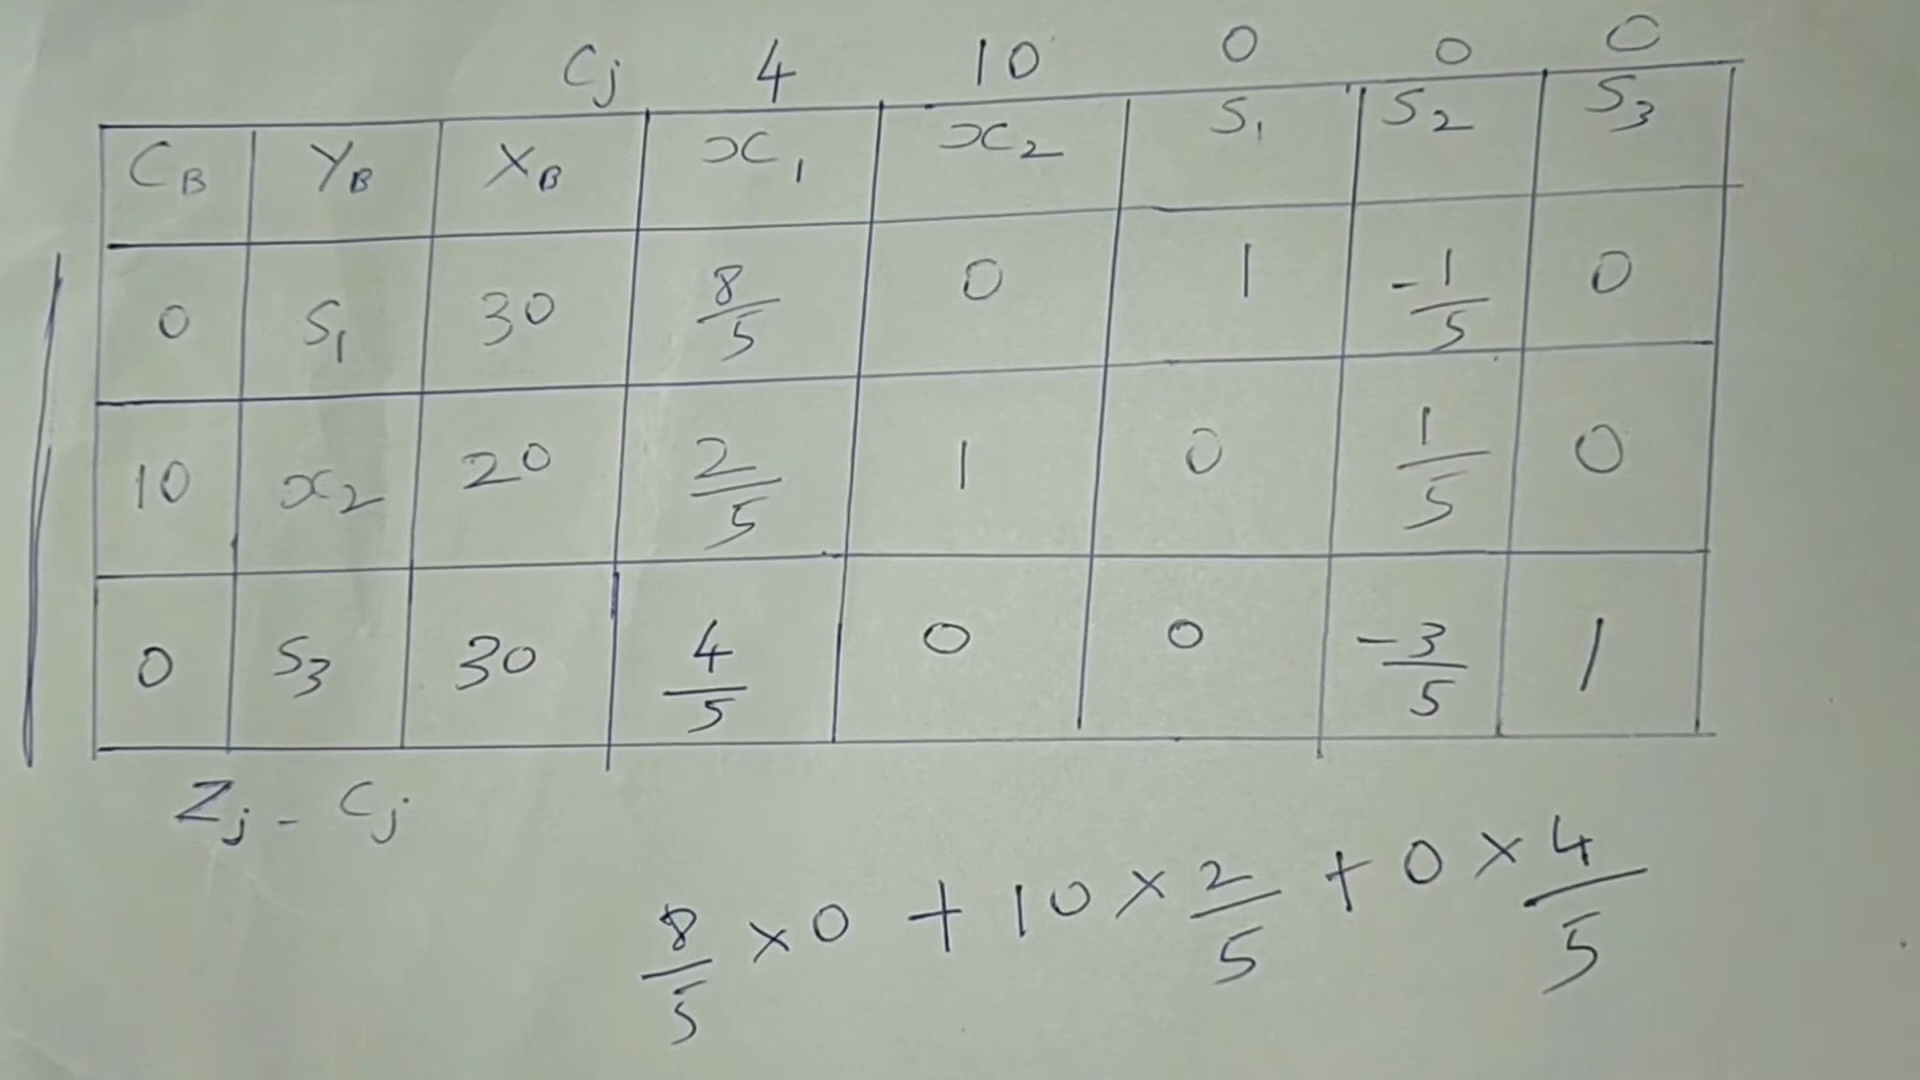 Cj 4 10 0 0 0
CB YB XB x1 x2 S1 S2 S3
0 S1 30 8/5 0 1 -1/5 0
10 x2 20 2/5 1 0 1/5 0
0 S3 30 4/5 0 0 -3/5 1
Zj - Cj
8/5 × 0 + 10 × 2/5 + 0 × 4/5